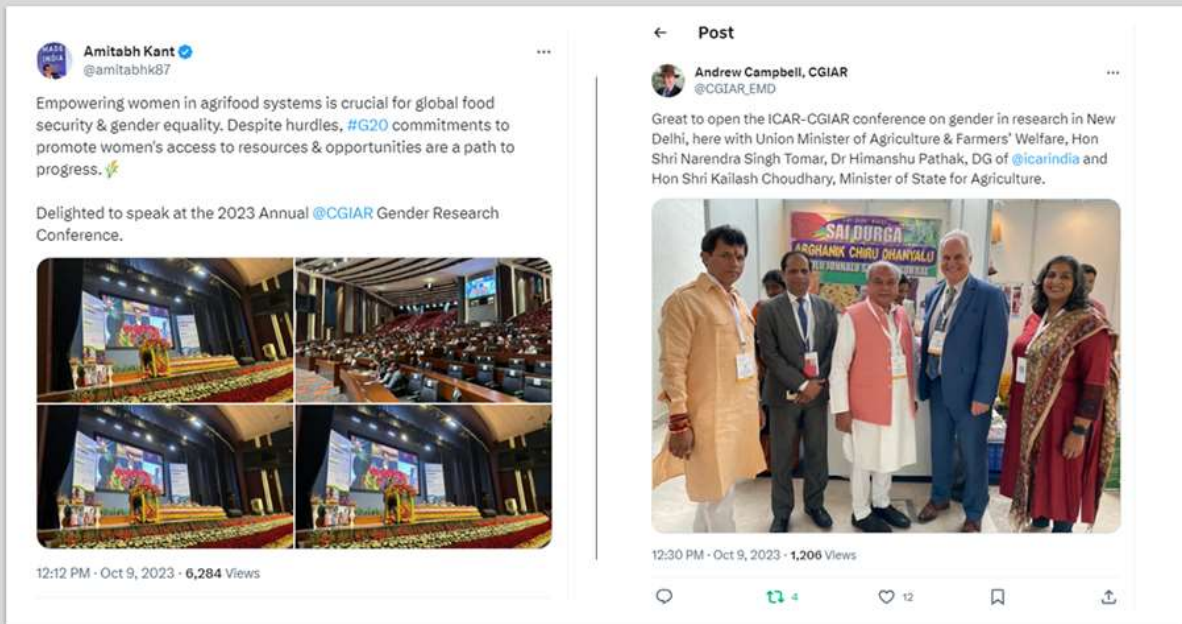 Amitabh Kant
@amitabhk87
Empowering women in agrifood systems is crucial for global food
security & gender equality. Despite hurdles, #G20 commitments to
promote women's access to resources & opportunities are a path to
progress.🌾
Delighted to speak at the 2023 Annual @CGIAR Gender Research
Conference.
12:12 PM · Oct 9, 2023 · 6,284 Views
← Post
Andrew Campbell, CGIAR
@CGIAR_EMD
Great to open the ICAR-CGIAR conference on gender in research in New
Delhi, here with Union Minister of Agriculture & Farmers' Welfare, Hon
Shri Narendra Singh Tomar, Dr Himanshu Pathak, DG of @icarindia and
Hon Shri Kailash Choudhary, Minister of State for Agriculture.
SAI DURGA
ARGHANIK CHIRU DHANYALU
12:30 PM · Oct 9, 2023 · 1,206 Views
4
12